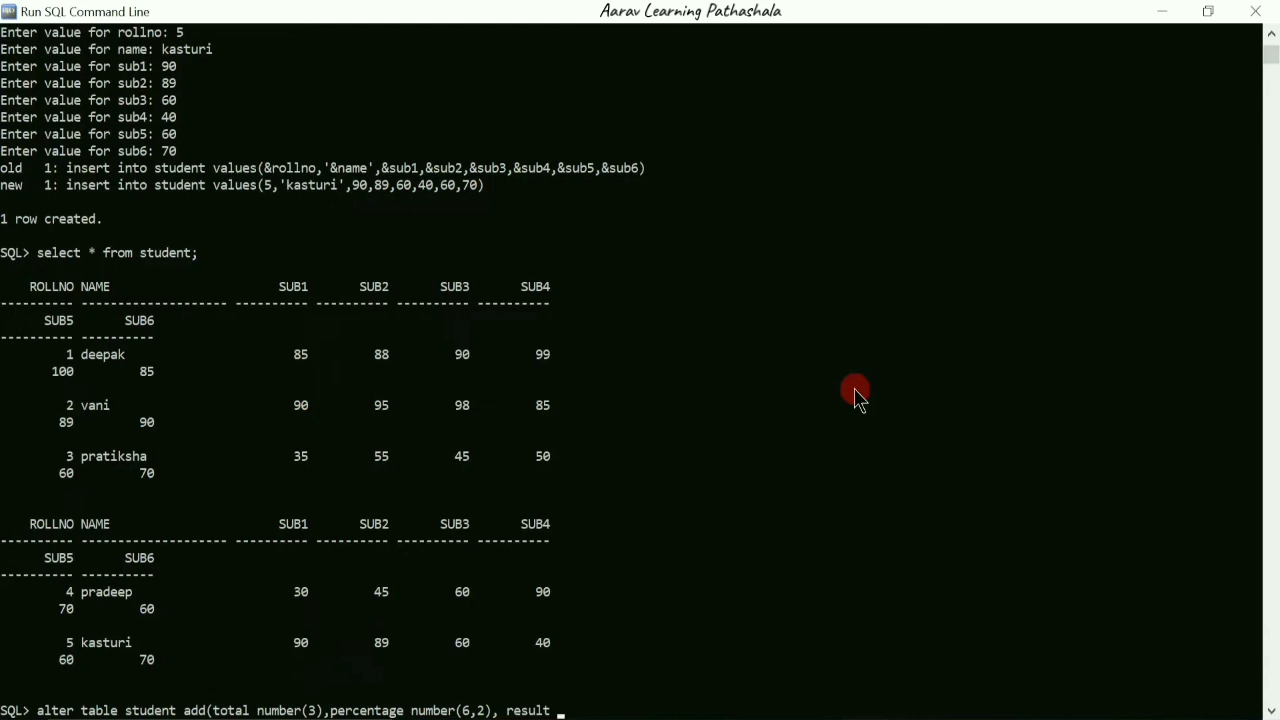 Run SQL Command Line
Aarav Learning Pathashala
Enter value for rollno: 5
Enter value for name: kasturi
Enter value for sub1: 90
Enter value for sub2: 89
Enter value for sub3: 60
Enter value for sub4: 40
Enter value for sub5: 60
Enter value for sub6: 70
old   1: insert into student values(&rollno,'&name',&sub1,&sub2,&sub3,&sub4,&sub5,&sub6)
new   1: insert into student values(5,'kasturi',90,89,60,40,60,70)
1 row created.
SQL> select * from student;
    ROLLNO NAME                       SUB1       SUB2       SUB3       SUB4
---------- -------------------- ---------- ---------- ---------- ----------
      SUB5       SUB6
---------- ----------
         1 deepak                       85         88         90         99
       100         85
         2 vani                         90         95         98         85
        89         90
         3 pratiksha                    35         55         45         50
        60         70
    ROLLNO NAME                       SUB1       SUB2       SUB3       SUB4
---------- -------------------- ---------- ---------- ---------- ----------
      SUB5       SUB6
---------- ----------
         4 pradeep                      30         45         60         90
        70         60
         5 kasturi                      90         89         60         40
        60         70
SQL> alter table student add(total number(3),percentage number(6,2), result